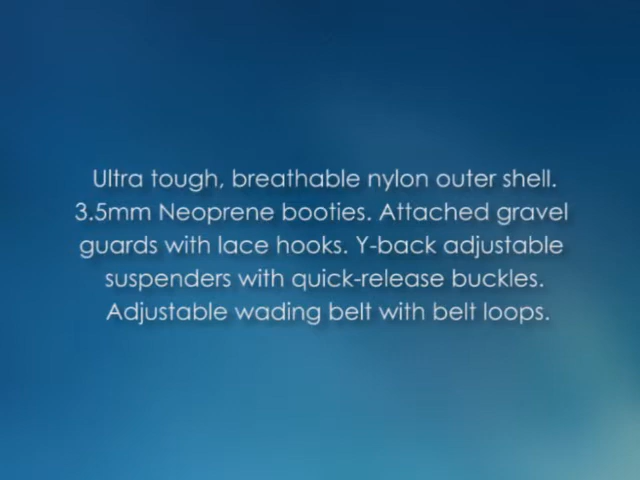 Ultra tough, breathable nylon outer shell.
3.5mm Neoprene booties. Attached gravel
guards with lace hooks. Y-back adjustable
suspenders with quick-release buckles.
Adjustable wading belt with belt loops.